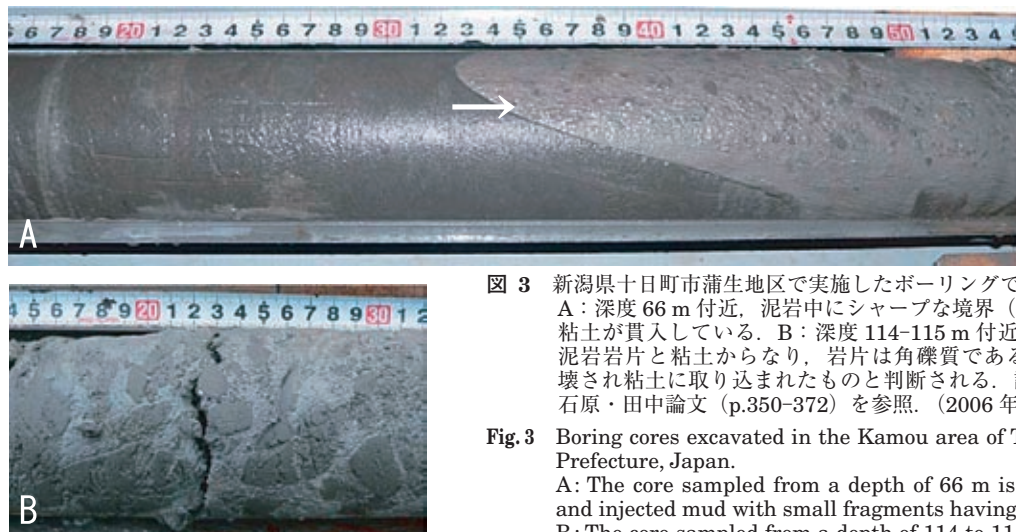 6 7 8 9 20 1 2 3 4 5 6 7 8 9 30 1 2 3 4 5 6 7 8 9 40 1 2 3 4 5 6 7 8 9 50 1 2 3 4
A
4 5 6 7 8 9 20 1 2 3 4 5 6 7 8 9 30 1 2
B
図 3 新潟県十日町市蒲生地区で実施したボーリングで
A：深度 66 m 付近，泥岩中にシャープな境界（
粘土が貫入している．B：深度 114–115 m 付近
泥岩岩片と粘土からなり，岩片は角礫質である
壊され粘土に取り込まれたものと判断される．
石原・田中論文（p.350–372）を参照．（2006 年
Fig. 3 Boring cores excavated in the Kamou area of T
Prefecture, Japan.
A: The core sampled from a depth of 66 m is
and injected mud with small fragments having
B: The core sampled from a depth of 114 to 11